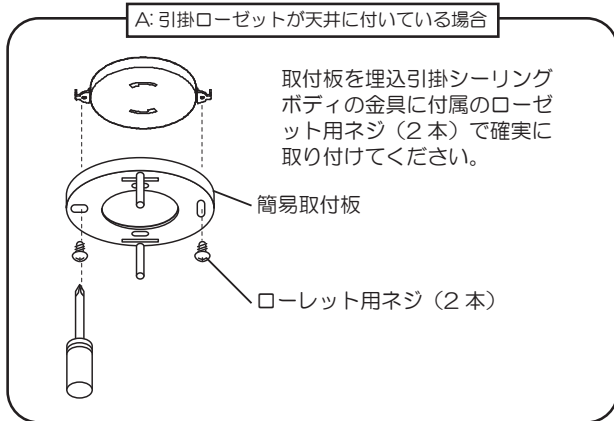 A: 引掛ローゼットが天井に付いている場合
取付板を埋込引掛シーリング
ボディの金具に付属のローゼ
ット用ネジ（2 本）で確実に
取り付けてください。
簡易取付板
ローレット用ネジ（2 本）